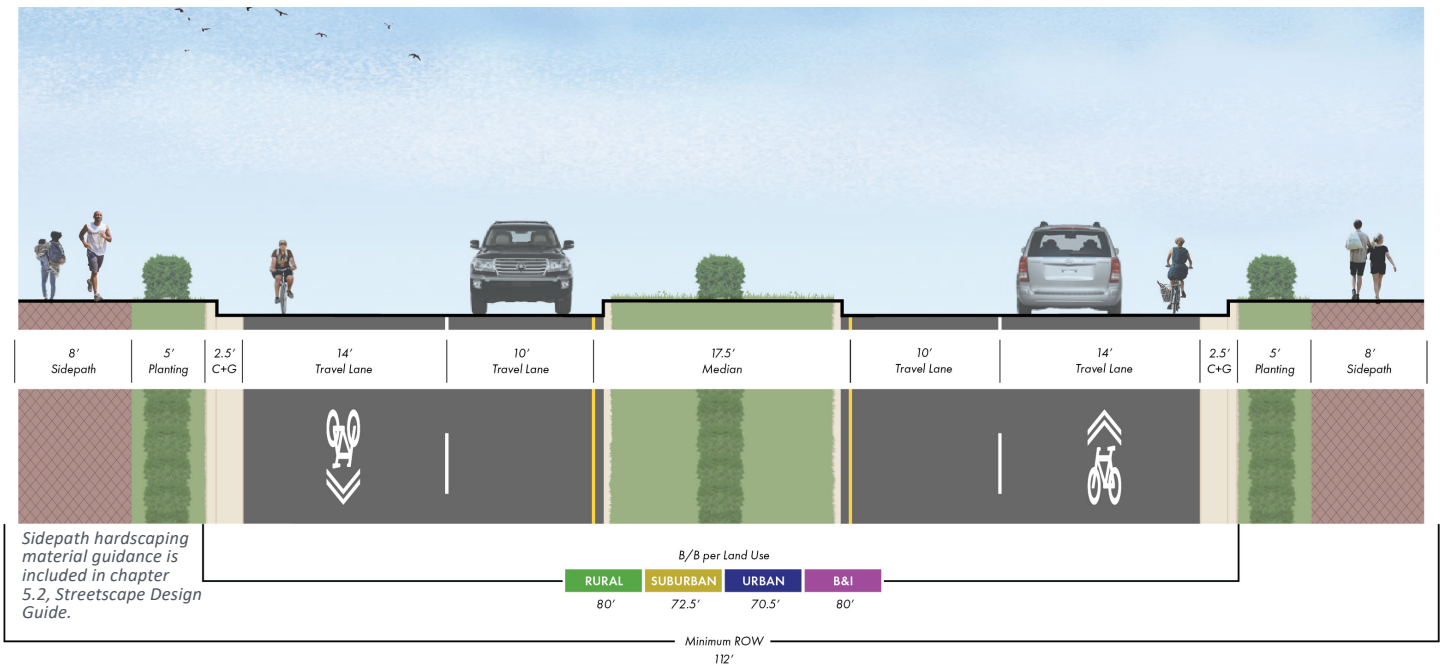 8’ 5’ 2.5’ 14’ 10’ 17.5’ 10’ 14’ 2.5’ 5’ 8’
Sidepath Planting C+G Travel Lane Travel Lane Median Travel Lane Travel Lane C+G Planting Sidepath
Sidepath hardscaping
material guidance is
included in chapter
5.2, Streetscape Design
Guide.
B/B per Land Use
RURAL SUBURBAN URBAN B&I
80’ 72.5’ 70.5’ 80’
Minimum ROW
112’